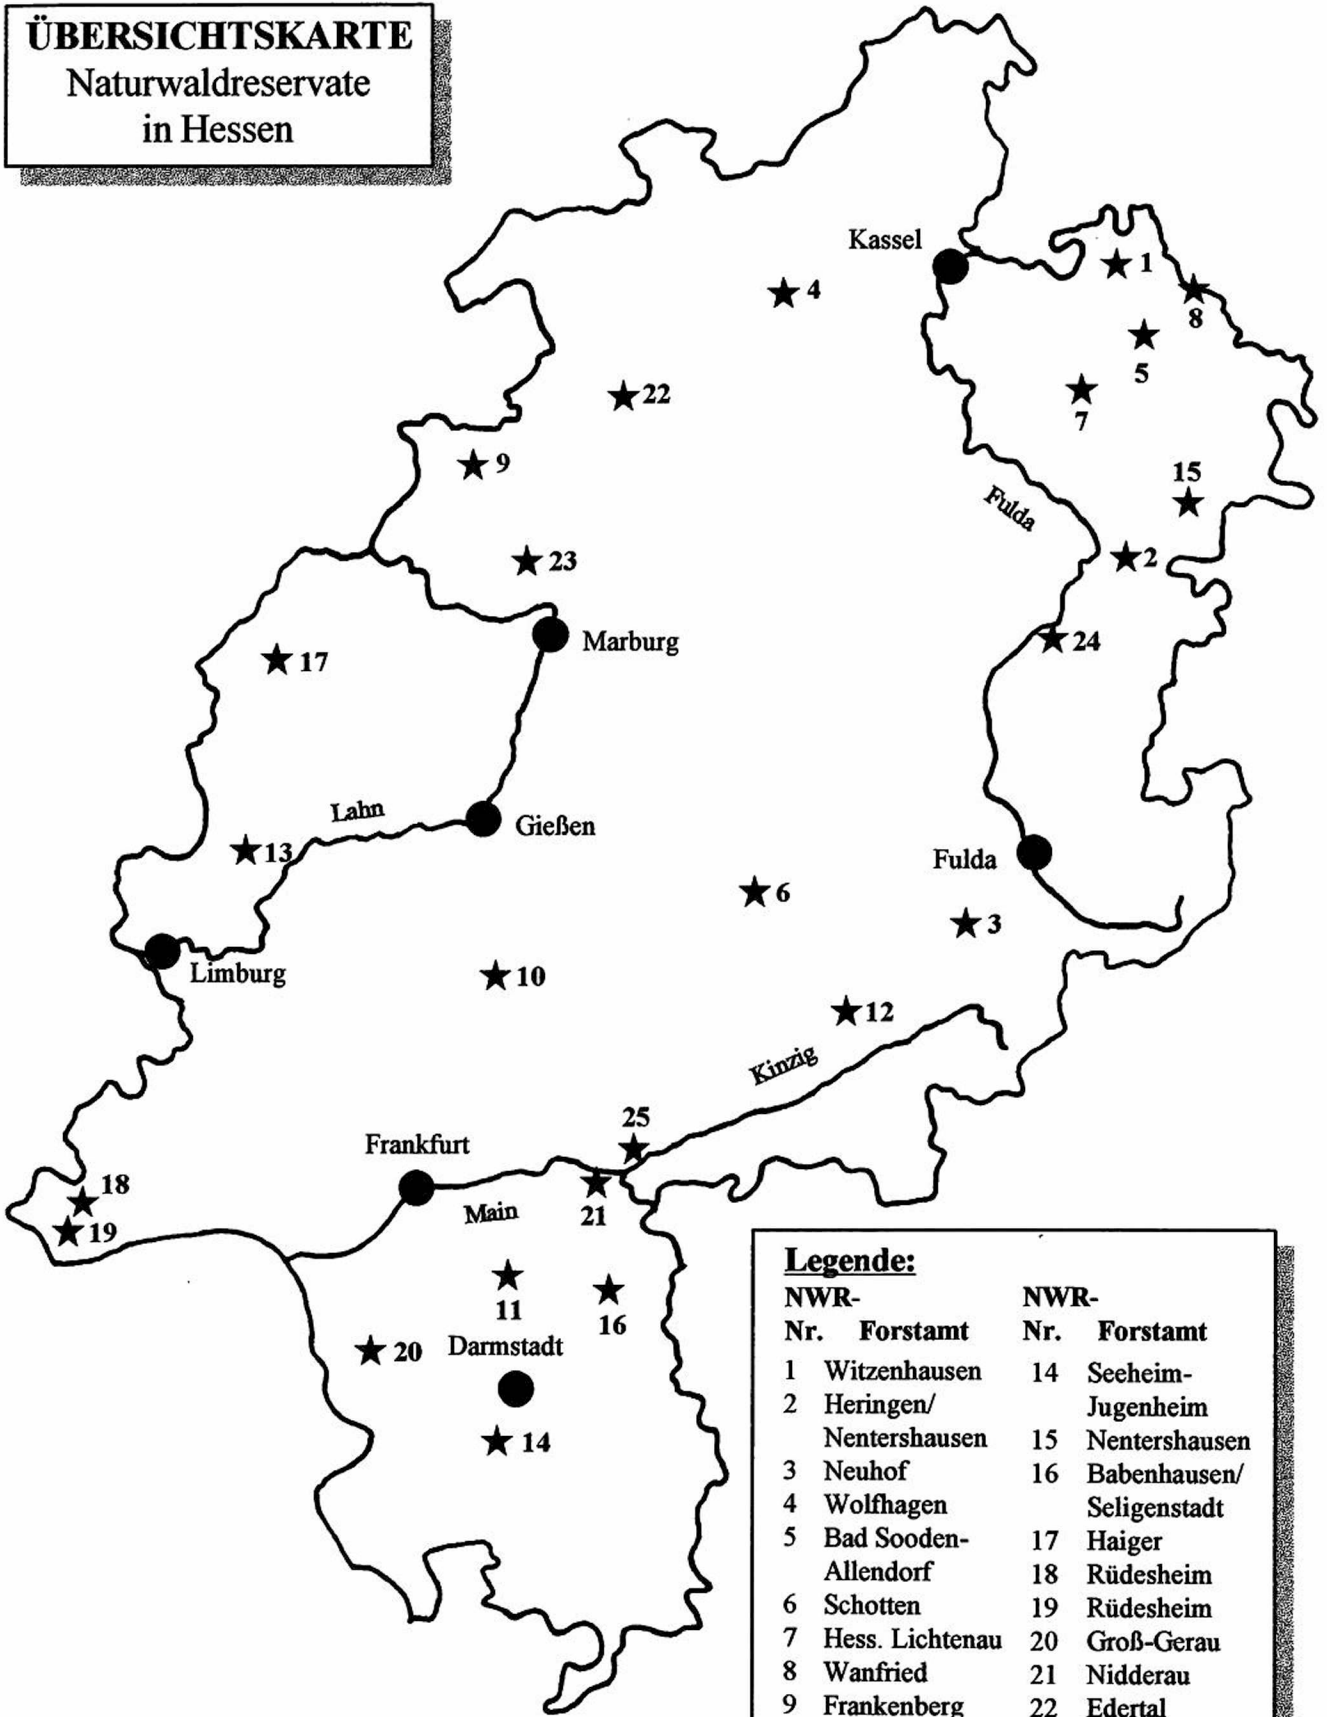 ÜBERSICHTSKARTE
Naturwaldreservate
in Hessen
Kassel
1
4
8
5
22
7
9
15
Fulda
23
2
Marburg
24
17
Lahn
Gießen
13
Fulda
6
3
Limburg
10
12
Kinzig
25
Frankfurt
18
Main
21
19
11
16
20
Darmstadt
14
Legende:
NWR- NWR-
Nr. Forstamt Nr. Forstamt
1 Witzenhausen 14 Seeheim-
2 Heringen/ Jugenheim
Nentershausen 15 Nentershausen
3 Neuhof 16 Babenhausen/
4 Wolfhagen Seligenstadt
5 Bad Sooden- 17 Haiger
Allendorf 18 Rüdesheim
6 Schotten 19 Rüdesheim
7 Hess. Lichtenau 20 Groß-Gerau
8 Wanfried 21 Nidderau
9 Frankenberg 22 Edertal